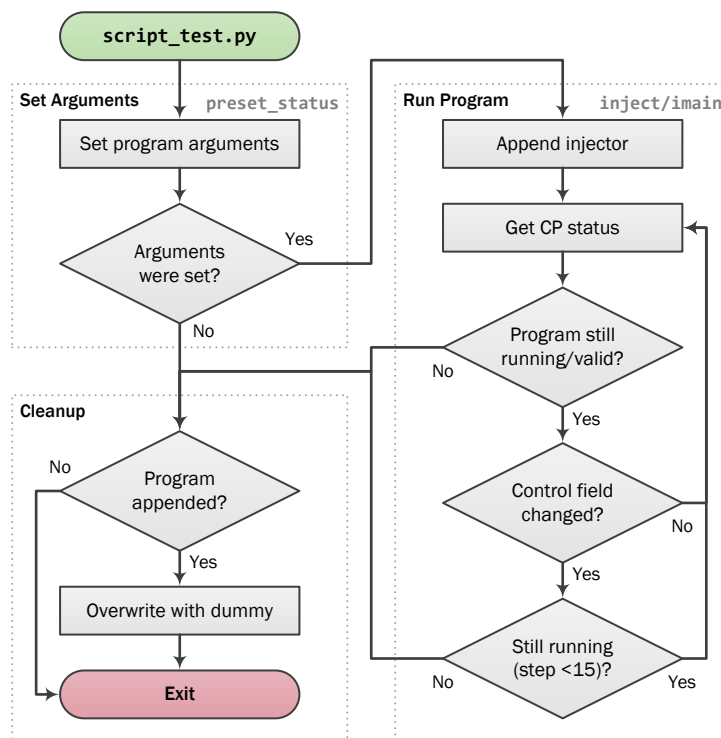 script_test.py
Set Arguments
preset_status
Set program arguments
Arguments
were set?
Yes
No
Run Program
inject/imain
Append injector
Get CP status
Program still
running/valid?
No
Yes
Control field
changed?
No
Yes
Still running
(step <15)?
No
Yes
Cleanup
No
Program
appended?
Yes
Overwrite with dummy
Exit